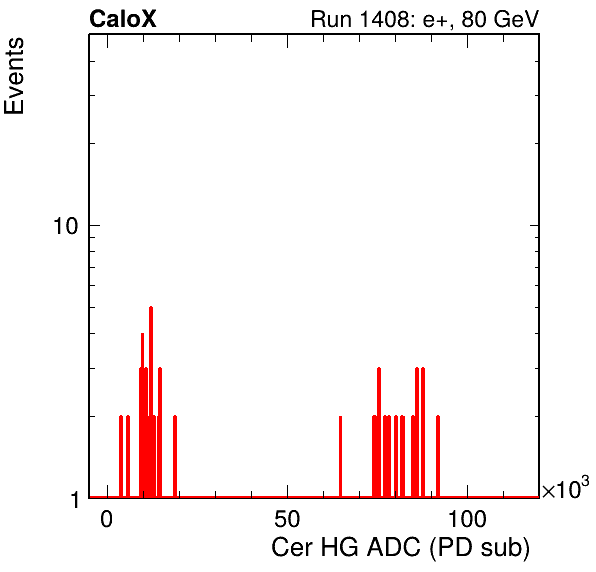 CaloX Run 1408: e+, 80 GeV
Events
10
1
0 50 100 ×10³
Cer HG ADC (PD sub)